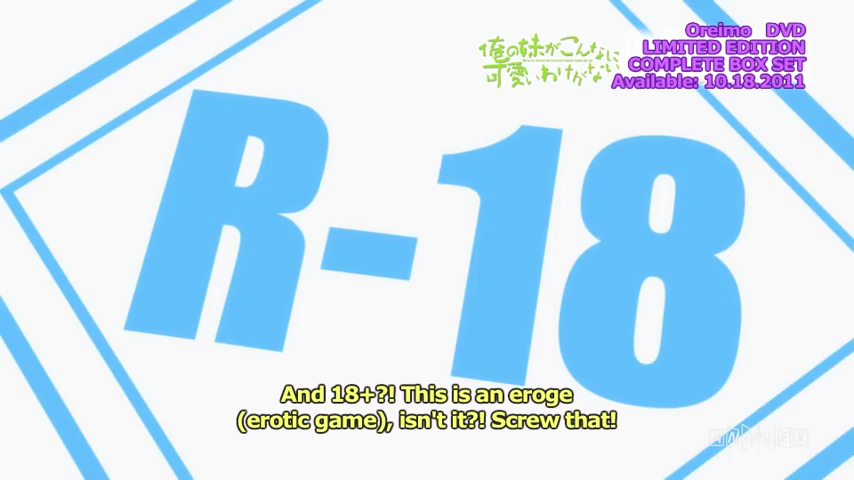 Oreimo DVD
LIMITED EDITION
COMPLETE BOX SET
Available: 10.18.2011
俺の妹がこんなに
可愛いわけがない
R-18
And 18+?! This is an eroge
(erotic game), isn't it?! Screw that!